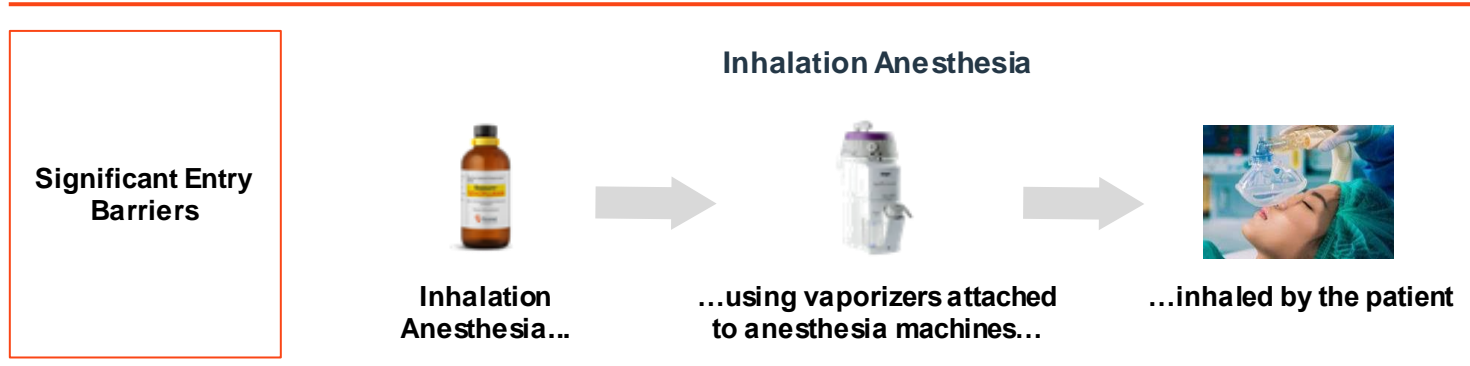 Inhalation Anesthesia
Significant Entry
Barriers
Inhalation
Anesthesia...
…using vaporizers attached
to anesthesia machines…
…inhaled by the patient